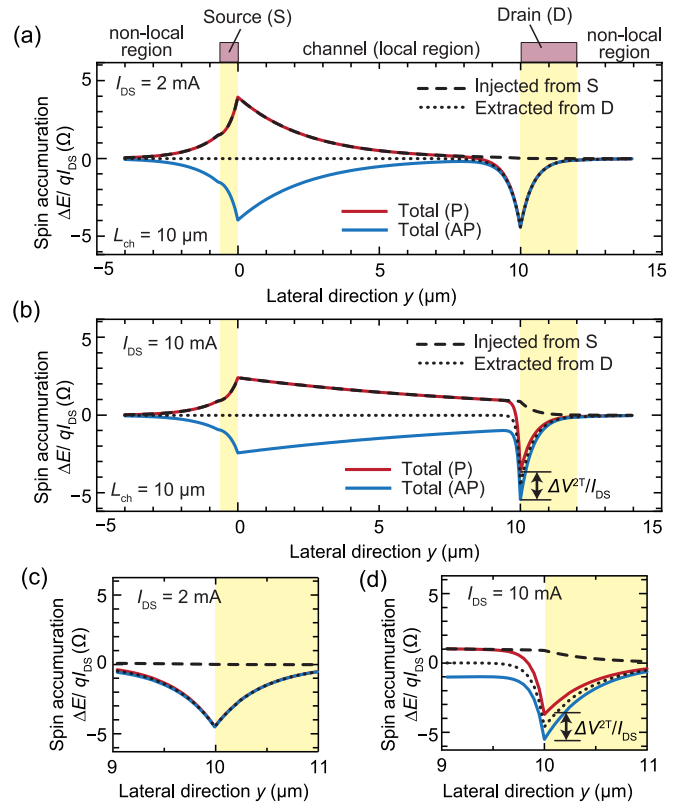 (a)
non-local
region
Source (S)
channel (local region)
Drain (D)
non-local
region
I_DS = 2 mA
Injected from S
Extracted from D
Total (P)
Total (AP)
L_ch = 10 μm
Spin accumuration
ΔE/ qI_DS (Ω)
5
0
−5
−5
0
5
10
15
Lateral direction y (μm)
(b)
I_DS = 10 mA
Injected from S
Extracted from D
Total (P)
Total (AP)
ΔV^2T/I_DS
L_ch = 10 μm
Spin accumuration
ΔE/ qI_DS (Ω)
5
0
−5
−5
0
5
10
15
Lateral direction y (μm)
(c)
I_DS = 2 mA
Spin accumuration
ΔE/ qI_DS (Ω)
5
0
−5
9
10
11
Lateral direction y (μm)
(d)
I_DS = 10 mA
ΔV^2T/I_DS
Spin accumuration
ΔE/ qI_DS (Ω)
5
0
−5
9
10
11
Lateral direction y (μm)